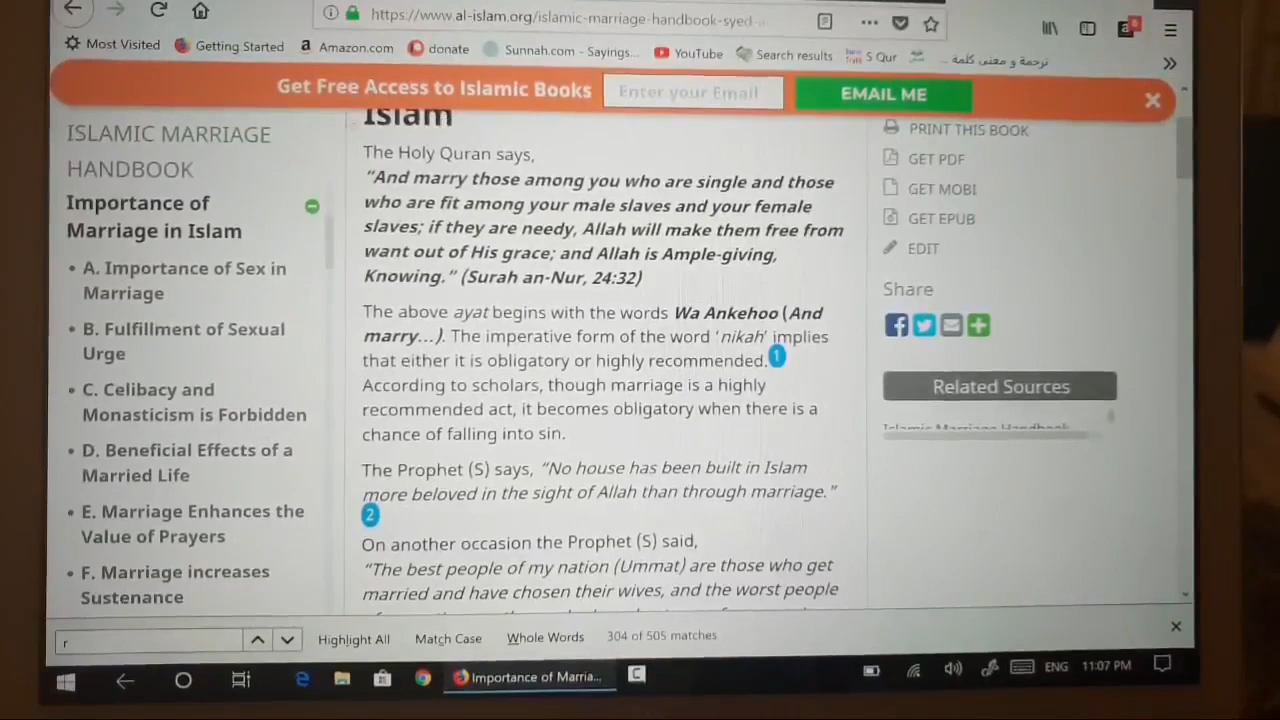 https://www.al-islam.org/islamic-marriage-handbook-syed-
Most Visited
Getting Started
Amazon.com
donate
Sunnah.com - Sayings...
YouTube
Search results
S Qur
ترجمة و معنى كلمة ...
Get Free Access to Islamic Books
Enter your Email
EMAIL ME
ISLAMIC MARRIAGE
HANDBOOK
Importance of
Marriage in Islam
• A. Importance of Sex in
Marriage
• B. Fulfillment of Sexual
Urge
• C. Celibacy and
Monasticism is Forbidden
• D. Beneficial Effects of a
Married Life
• E. Marriage Enhances the
Value of Prayers
• F. Marriage increases
Sustenance
Islam
The Holy Quran says,
“And marry those among you who are single and those
who are fit among your male slaves and your female
slaves; if they are needy, Allah will make them free from
want out of His grace; and Allah is Ample-giving,
Knowing.” (Surah an-Nur, 24:32)
The above ayat begins with the words Wa Ankehoo (And
marry...). The imperative form of the word ‘nikah’ implies
that either it is obligatory or highly recommended. 1
According to scholars, though marriage is a highly
recommended act, it becomes obligatory when there is a
chance of falling into sin.
The Prophet (S) says, “No house has been built in Islam
more beloved in the sight of Allah than through marriage.”
2
On another occasion the Prophet (S) said,
“The best people of my nation (Ummat) are those who get
married and have chosen their wives, and the worst people
PRINT THIS BOOK
GET PDF
GET MOBI
GET EPUB
EDIT
Share
Related Sources
Islamic Marriage Handbook
r
Highlight All
Match Case
Whole Words
304 of 505 matches
Importance of Marria...
ENG
11:07 PM